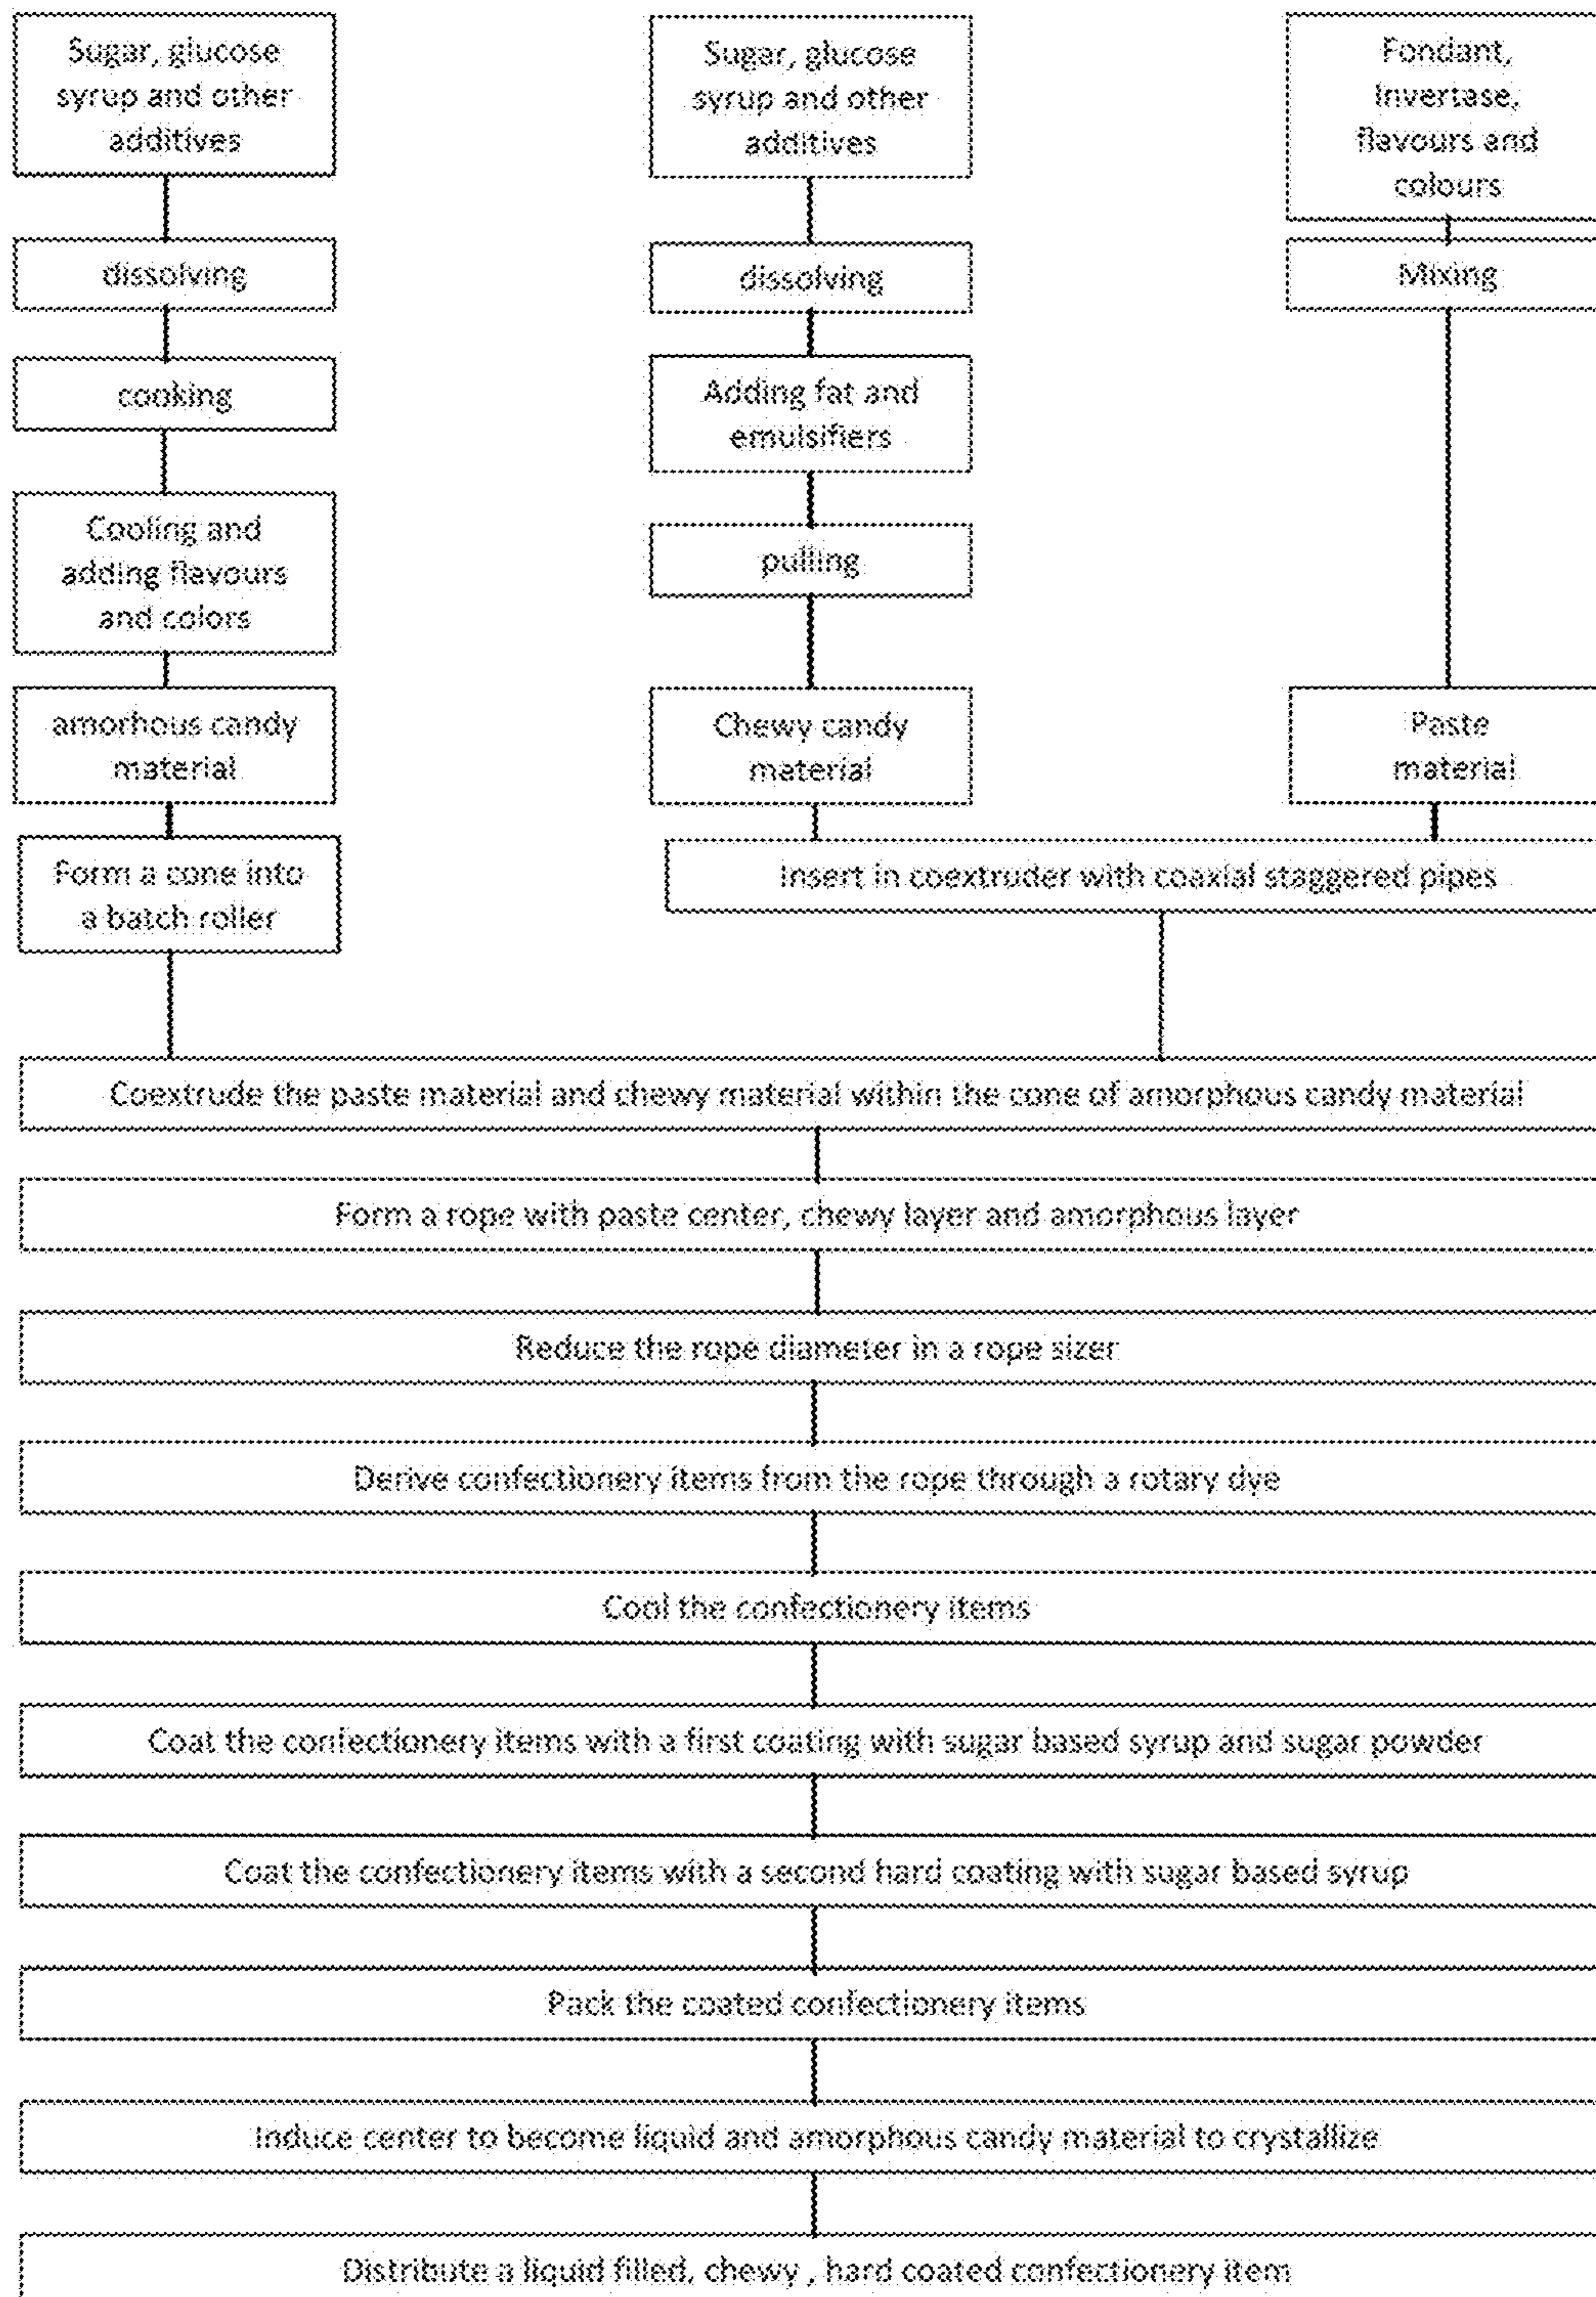 Sugar, glucose
syrup and other
additives
Sugar, glucose
syrup and other
additives
Fondant,
Invertase,
flavours and
colours
dissolving
dissolving
Mixing
cooking
Adding fat and
emulsifiers
Cooling and
adding flavours
and colors
pulling
amorhous candy
material
Chewy candy
material
Paste
material
Form a cone into
a batch roller
Insert in coextruder with coaxial staggered pipes
Coextrude the paste material and chewy material within the cone of amorphous candy material
Form a rope with paste center, chewy layer and amorphous layer
Reduce the rope diameter in a rope sizer
Derive confectionery items from the rope through a rotary dye
Cool the confectionery items
Coat the confectionery items with a first coating with sugar based syrup and sugar powder
Coat the confectionery items with a second hard coating with sugar based syrup
Pack the coated confectionery items
Induce center to become liquid and amorphous candy material to crystallize
Distribute a liquid filled, chewy , hard coated confectionery item